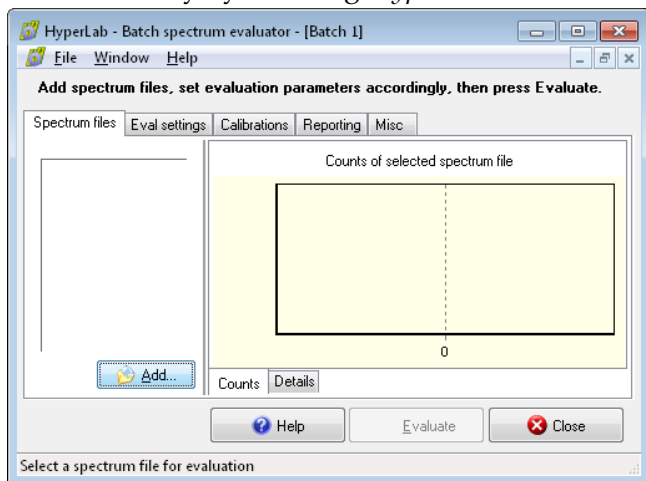 HyperLab - Batch spectrum evaluator - [Batch 1]
File Window Help
Add spectrum files, set evaluation parameters accordingly, then press Evaluate.
Spectrum files Eval settings Calibrations Reporting Misc
Counts of selected spectrum file
0
Add...
Counts Details
Help Evaluate Close
Select a spectrum file for evaluation